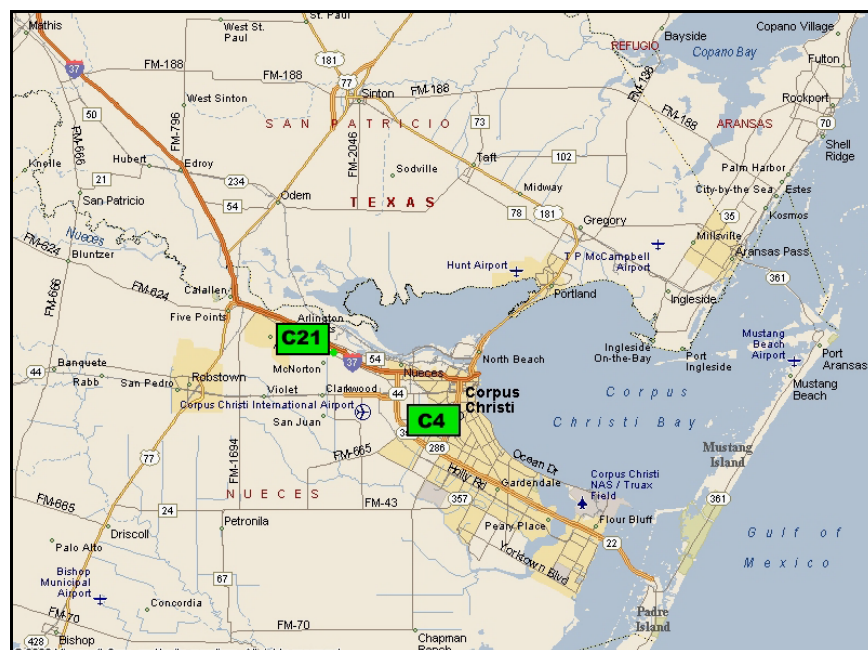 Mathis
West St.
Paul
St. Paul
Bayside
Copano Village
REFUGIO
Copano Bay
Fulton
37
181
77
FM-188
FM-188
Sinton
FM-188
FM-136
FM-188
Rockport
West Sinton
50
FM-796
SAN PATRICIO
73
ARANSAS
70
Shell
Ridge
FM-666
FM-2046
Knelle
Hubert
Edroy
Sodville
Taft
102
Palm Harbor
21
234
City-by-the Sea
Estes
San Patricio
54
Odem
TEXAS
Midway
Kosmos
78
181
Gregory
35
Nueces
FM-624
Bluntzer
Millsville
T P McCampbell
Airport
Aransas Pass
Hunt Airport
361
FM-666
FM-624
Calallen
Portland
Ingleside
Five Points
Arlington
C21
Ingleside
On-the-Bay
Mustang
Beach
Airport
Port Aransas
North Beach
Port
Ingleside
44
Banquete
Rabb
McNorton
37
54
Nueces
Mustang
Beach
San Pedro
Robstown
Violet
Clarkwood
44
Corpus
Christi
Corpus
Christi Bay
Corpus Christi International Airport
San Juan
C4
286
Mustang
Island
77
FM-1694
FM-665
Holly Rd
Ocean Dr
Corpus Christi
NAS / Truax
Field
Gardendale
NUECES
357
361
FM-665
24
FM-43
Peary Place
Flour Bluff
Gulf of
Mexico
Driscoll
Petronila
22
Palo Alto
Yorktown Blvd
Bishop
Municipal
Airport
67
Concordia
Padre
Island
FM-70
FM-70
428
Bishop
Chapman
Ranch